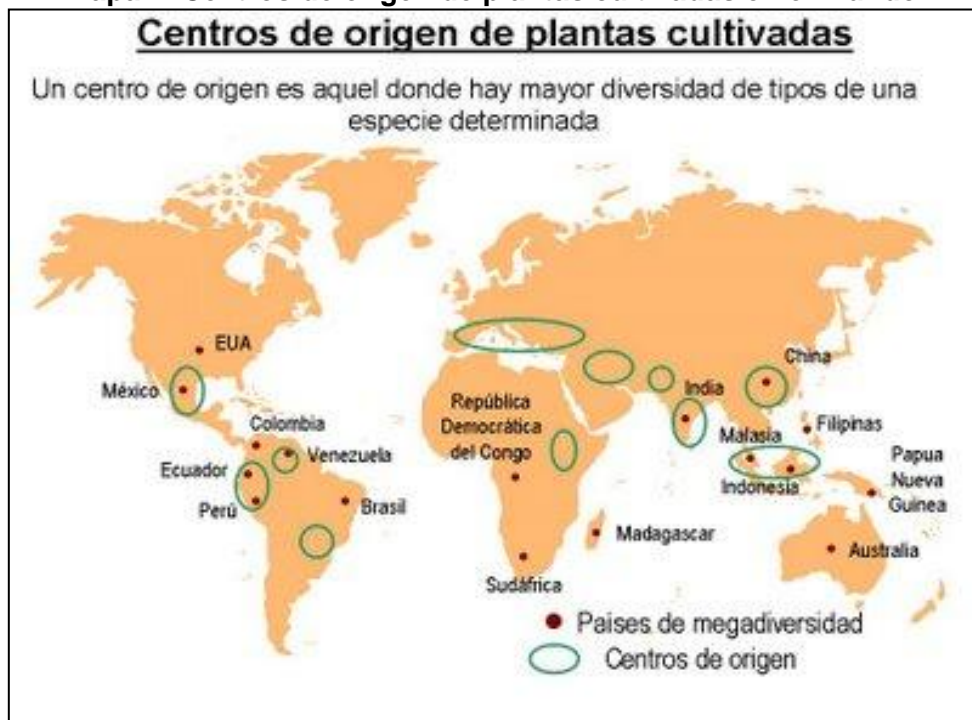 Centros de origen de plantas cultivadas
Un centro de origen es aquel donde hay mayor diversidad de tipos de una
especie determinada
EUA
México
Colombia
Venezuela
Ecuador
Perú
Brasil
República
Democrática
del Congo
Sudáfrica
Madagascar
India
China
Malasia
Filipinas
Indonesia
Papua
Nueva
Guinea
Australia
Paises de megadiversidad
Centros de origen